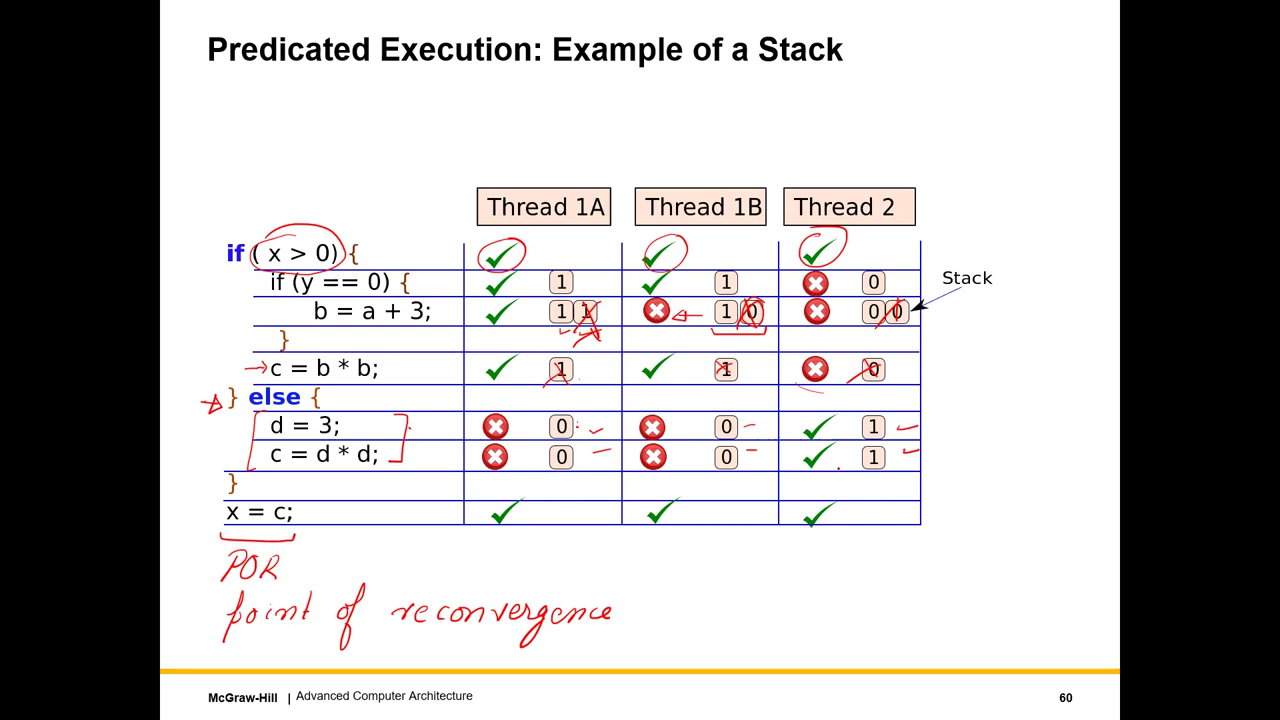 Predicated Execution: Example of a Stack
Thread 1A Thread 1B Thread 2
if ( x > 0) {
if (y == 0) { 1 1 0
Stack
b = a + 3; 1 1 1 0 0 0
}
c = b * b; 1 1 0
} else {
d = 3; 0 0 1
c = d * d; 0 0 1
}
x = c;
POR
point of reconvergence
McGraw-Hill | Advanced Computer Architecture 60